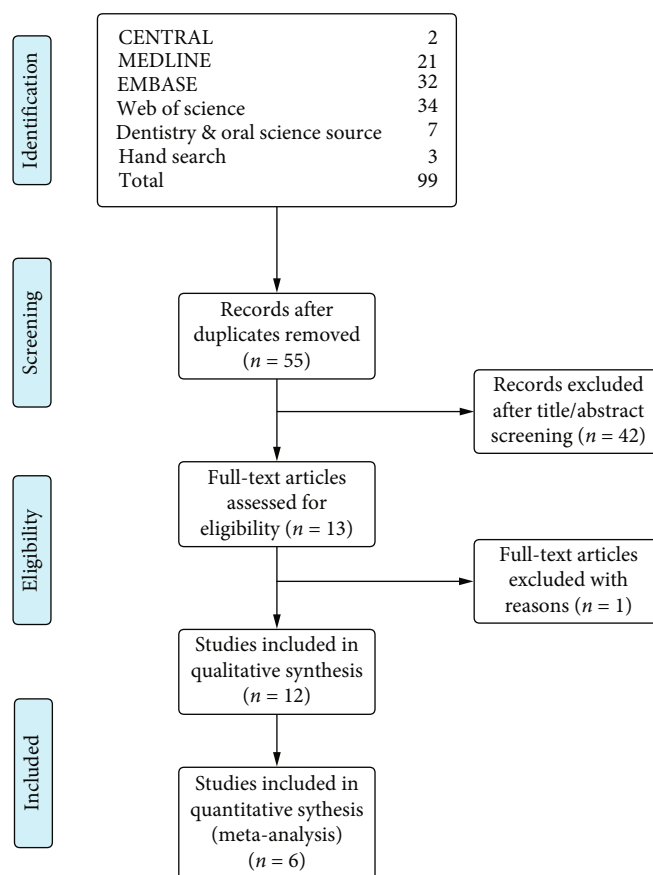 Identification
CENTRAL 2
MEDLINE 21
EMBASE 32
Web of science 34
Dentistry & oral science source 7
Hand search 3
Total 99
Screening
Records after
duplicates removed
(n = 55)
Records excluded
after title/abstract
screening (n = 42)
Eligibility
Full-text articles
assessed for
eligibility (n = 13)
Full-text articles
excluded with
reasons (n = 1)
Studies included in
qualitative synthesis
(n = 12)
Included
Studies included in
quantitative sythesis
(meta-analysis)
(n = 6)